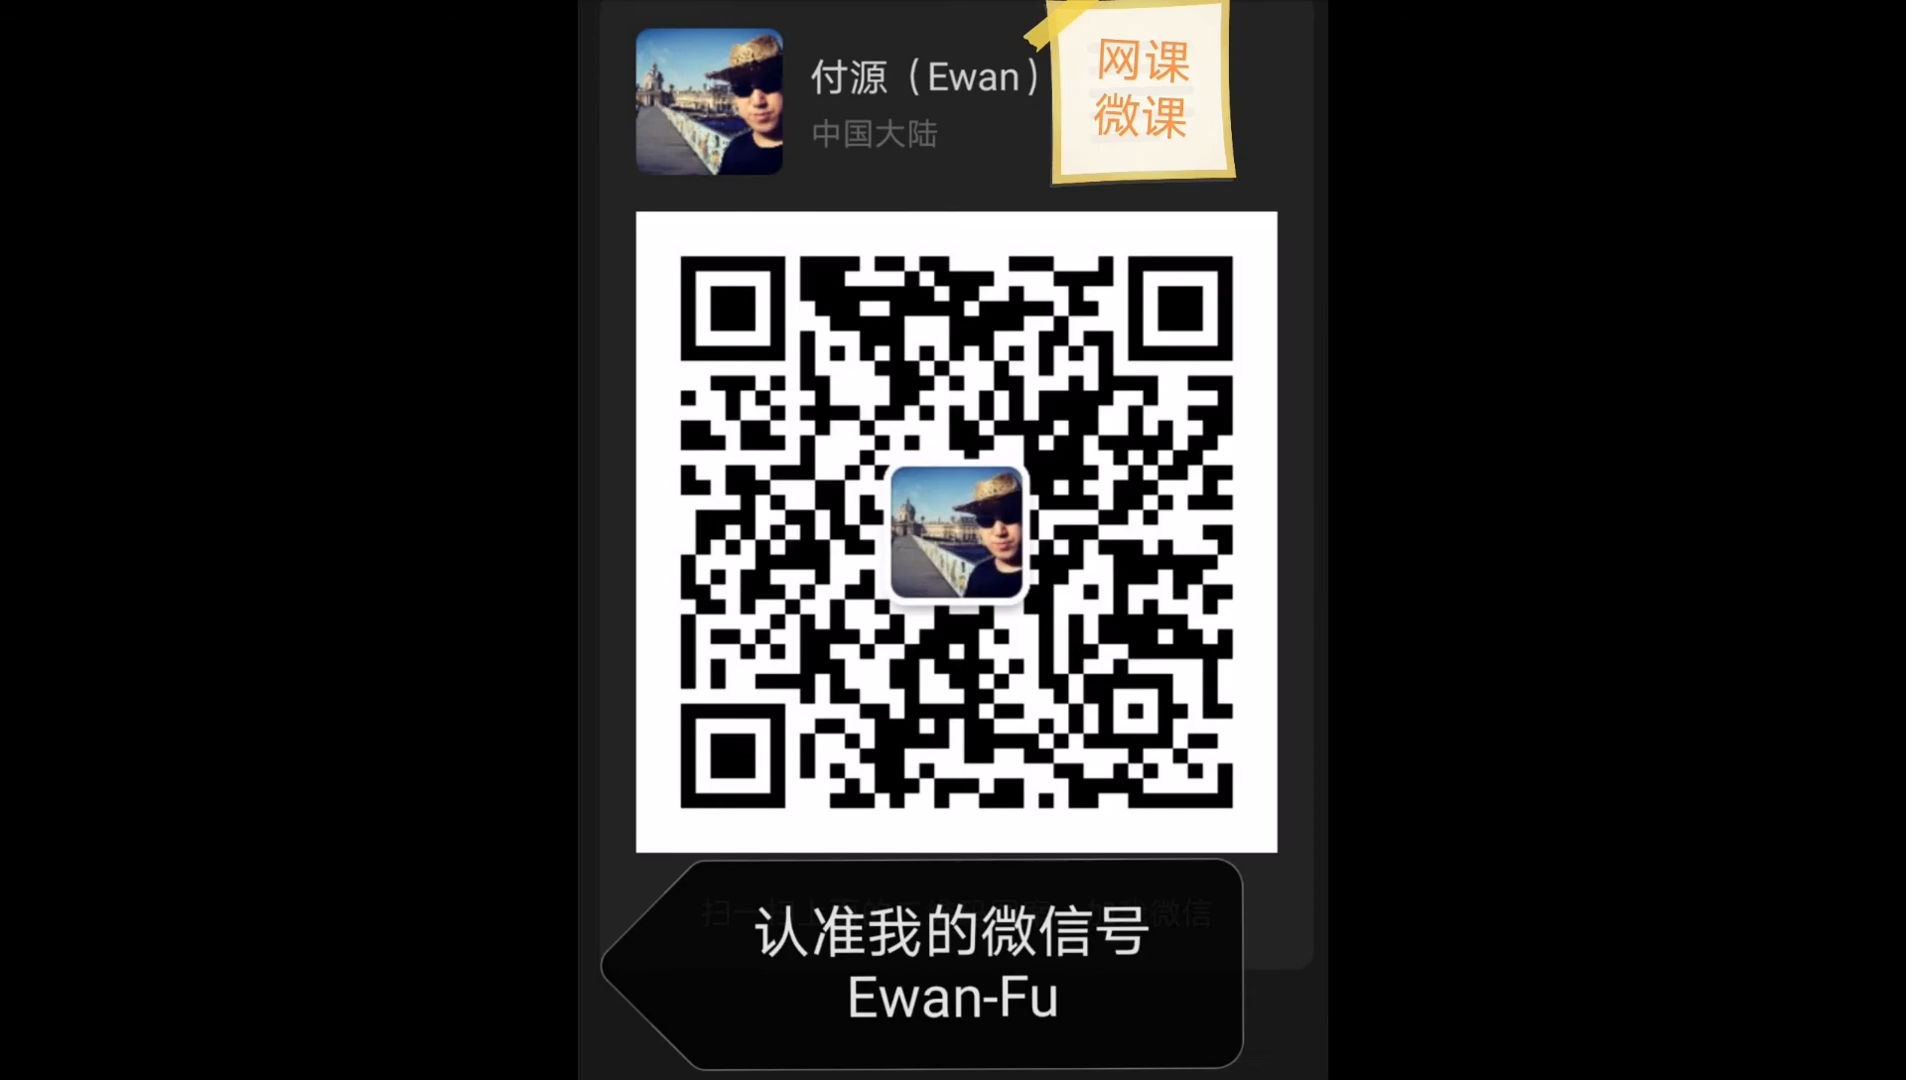 付源（Ewan）
中国大陆
网课
微课
认准我的微信号
Ewan-Fu